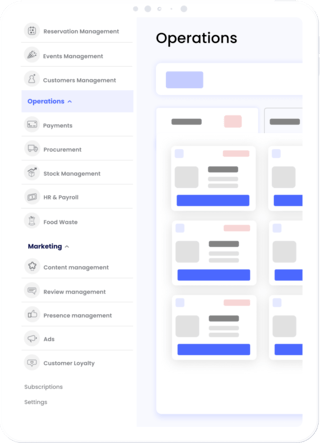 Reservation Management
Events Management
Customers Management
Operations
Payments
Procurement
Stock Management
HR & Payroll
Food Waste
Marketing
Content management
Review management
Presence management
Ads
Customer Loyalty
Subscriptions
Settings
Operations